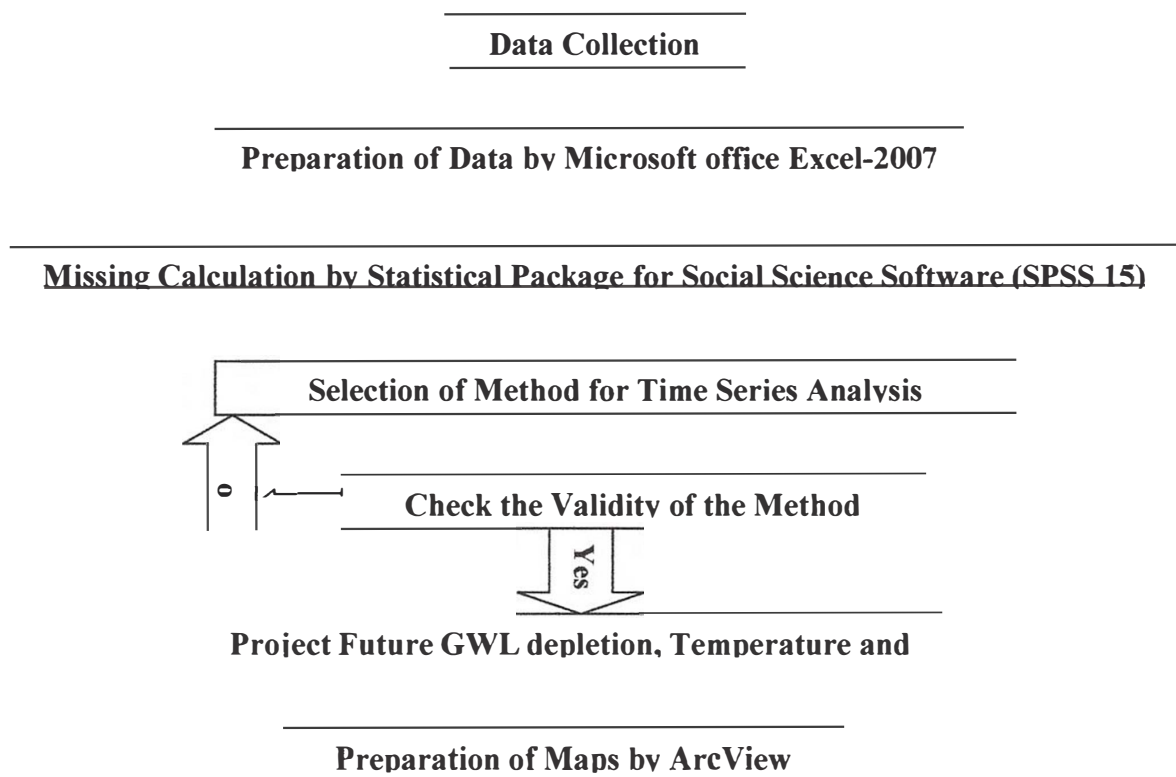 Data Collection
Preparation of Data by Microsoft office Excel-2007
Missing Calculation by Statistical Package for Social Science Software (SPSS 15)
Selection of Method for Time Series Analysis
o
Check the Validity of the Method
Yes
Project Future GWL depletion, Temperature and
Preparation of Maps by ArcView